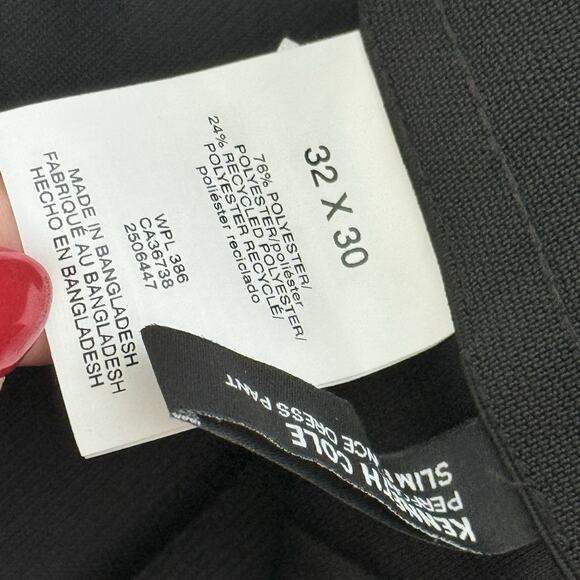 32 X 30
76% POLYESTER/
POLYESTER/poliéster
24% RECYCLED POLYESTER/
POLYESTER RECYCLÉ/
poliéster reciclado
WPL 386
CA36738
2506447
MADE IN BANGLADESH
FABRIQUÉ AU BANGLADESH
HECHO EN BANGLADESH
KENNETH COLE
SLIM
DRESS PANT